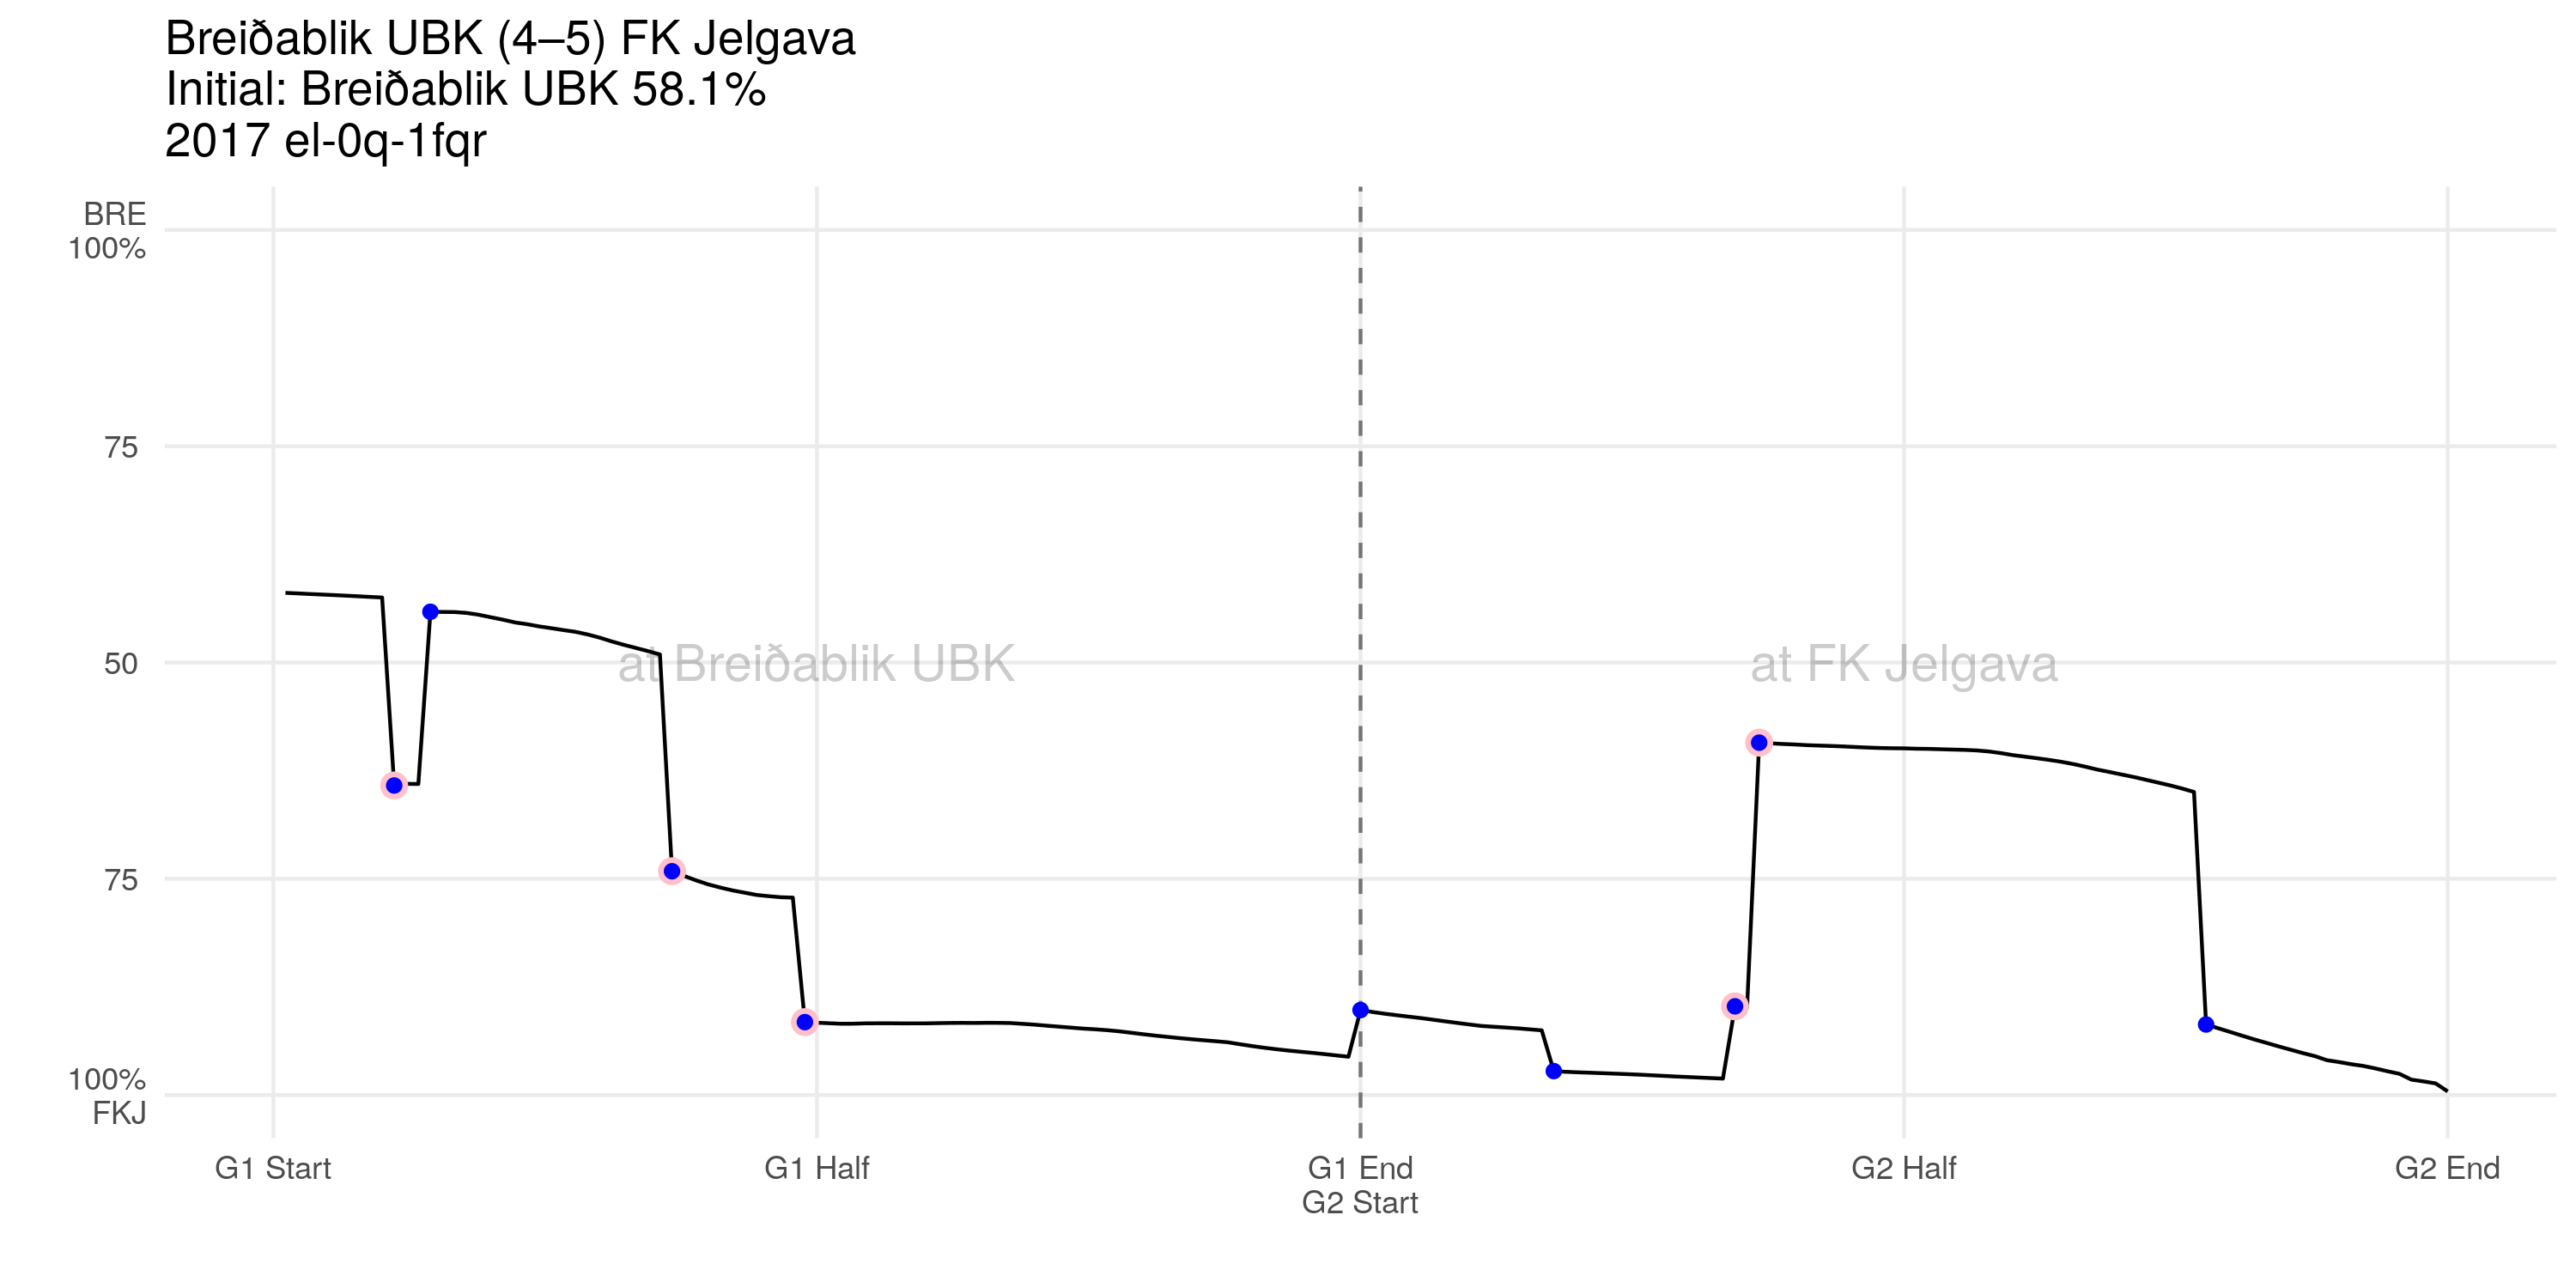 Breiðablik UBK (4–5) FK Jelgava
Initial: Breiðablik UBK 58.1%
2017 el-0q-1fqr
BRE
100%
75
50
75
100%
FKJ
at Breiðablik UBK
at FK Jelgava
G1 Start
G1 Half
G1 End
G2 Start
G2 Half
G2 End